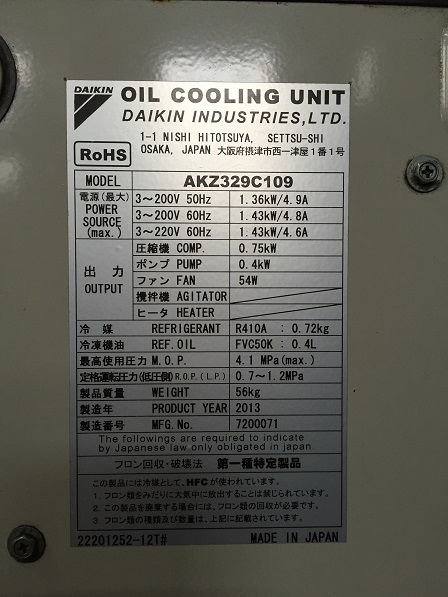 DAIKIN OIL COOLING UNIT
DAIKIN INDUSTRIES,LTD.
1-1 NISHI HITOTSUYA, SETTSU-SHI
RoHS OSAKA, JAPAN 大阪府摂津市西一津屋1番1号
MODEL AKZ329C109
電源(最大) POWER SOURCE (max.) 3~200V 50Hz 1.36kW/4.9A
3~200V 60Hz 1.43kW/4.8A
3~220V 60Hz 1.43kW/4.6A
出力 OUTPUT 圧縮機 COMP. 0.75kW
ポンプ PUMP 0.4kW
ファン FAN 54W
攪拌機 AGITATOR
ヒータ HEATER
冷媒 REFRIGERANT R410A : 0.72kg
冷凍機油 REF.OIL FVC50K : 0.4L
最高使用圧力 M.O.P. 4.1 MPa(max.)
定格運転圧力(低圧側) R.O.P.(L.P.) 0.7~1.2MPa
製品質量 WEIGHT 56kg
製造年 PRODUCT YEAR 2013
製造番号 MFG.No. 7200071
The followings are required to indicate
by Japanese law,only obligated in japan.
フロン回収・破壊法 第一種特定製品
この製品には冷媒として、HFCが使われています。
1. フロン類をみだりに大気中に放出することは禁じられています。
2. この製品を廃棄する場合には、フロン類の回収が必要です。
3. フロン類の種類及び数量は、上記に記載されています。
22201252-12T# MADE IN JAPAN